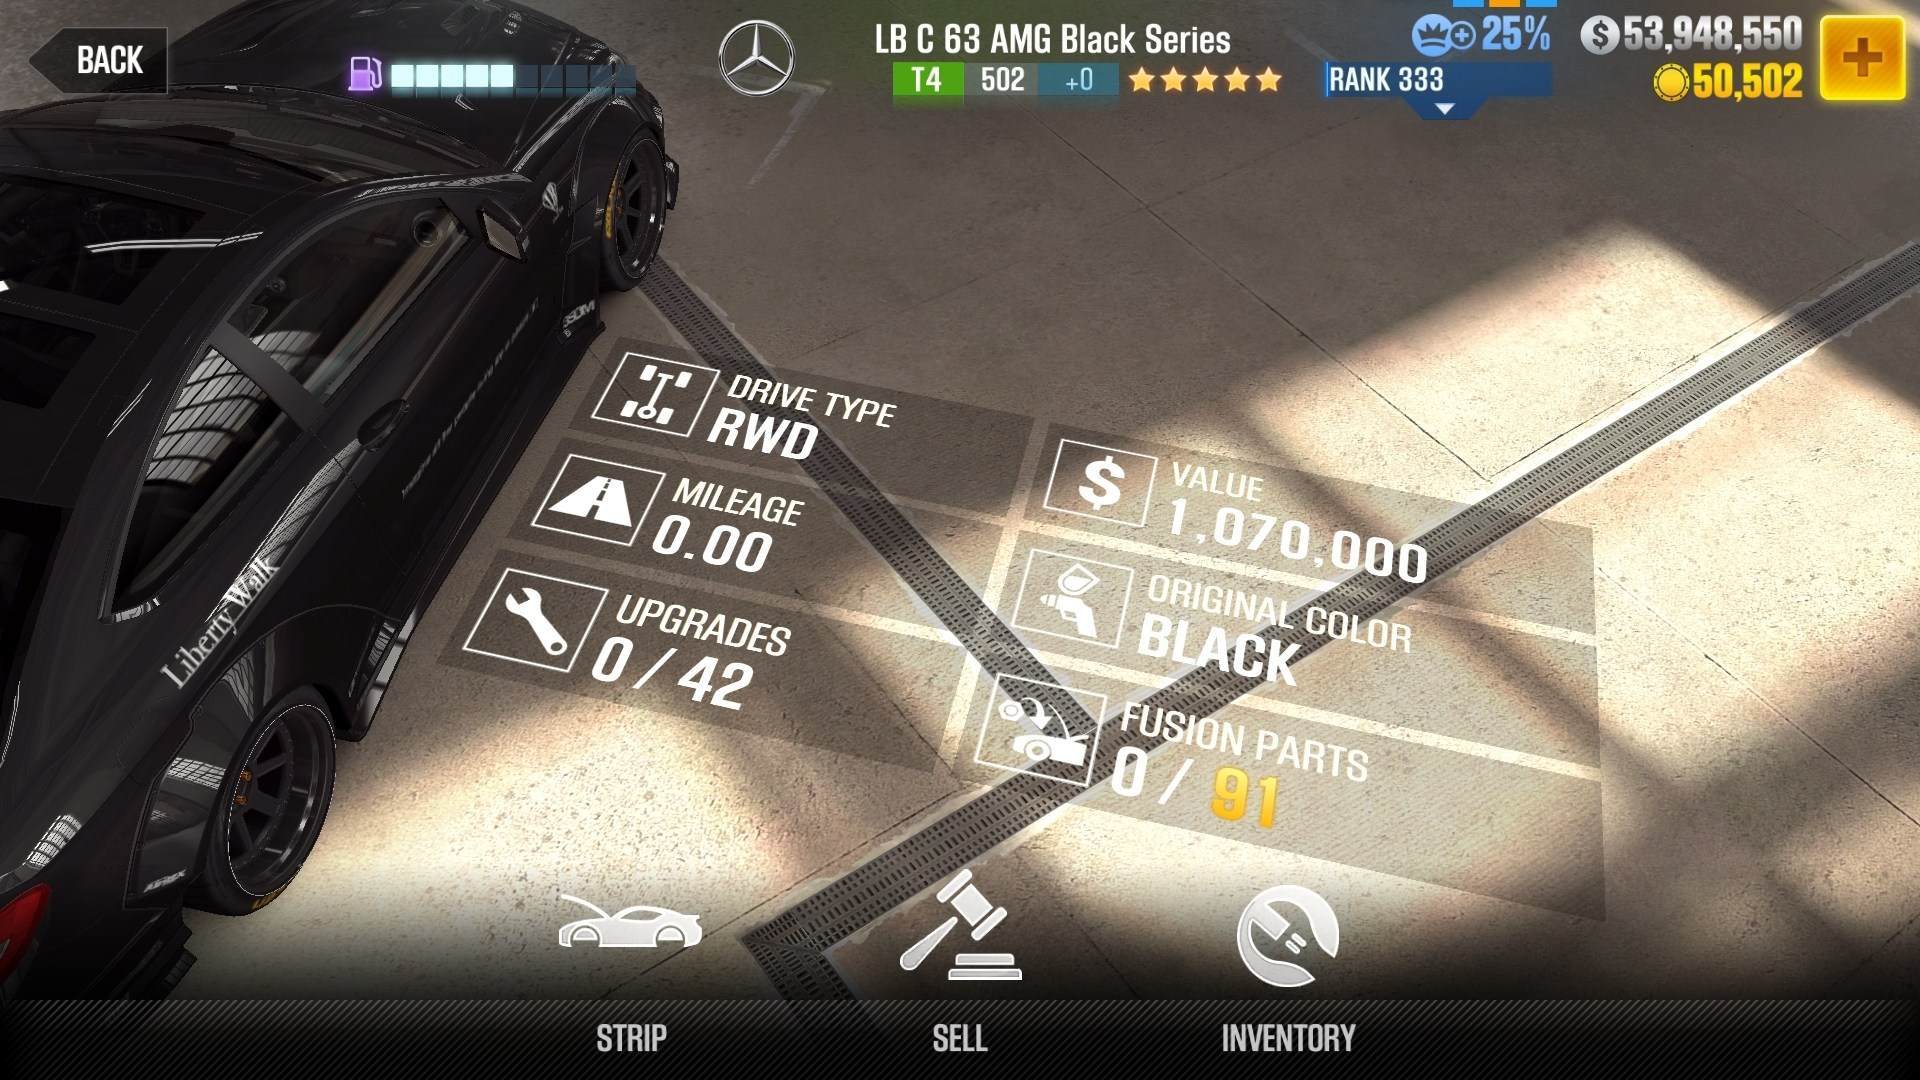 BACK
LB C 63 AMG Black Series
T4 502 +0
25%
RANK 333
$ 53,948,550
50,502
DRIVE TYPE
RWD
MILEAGE
0.00
UPGRADES
0 / 42
$ VALUE
1,070,000
ORIGINAL COLOR
BLACK
FUSION PARTS
0 / 91
Liberty Walk
STRIP
SELL
INVENTORY